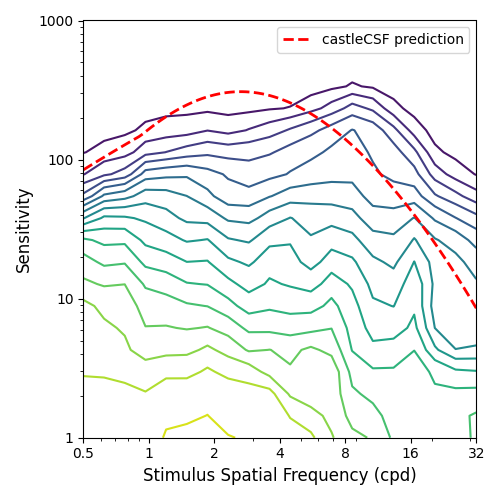 1000
castleCSF prediction
100
10
1
Sensitivity
0.5 1 2 4 8 16 32
Stimulus Spatial Frequency (cpd)